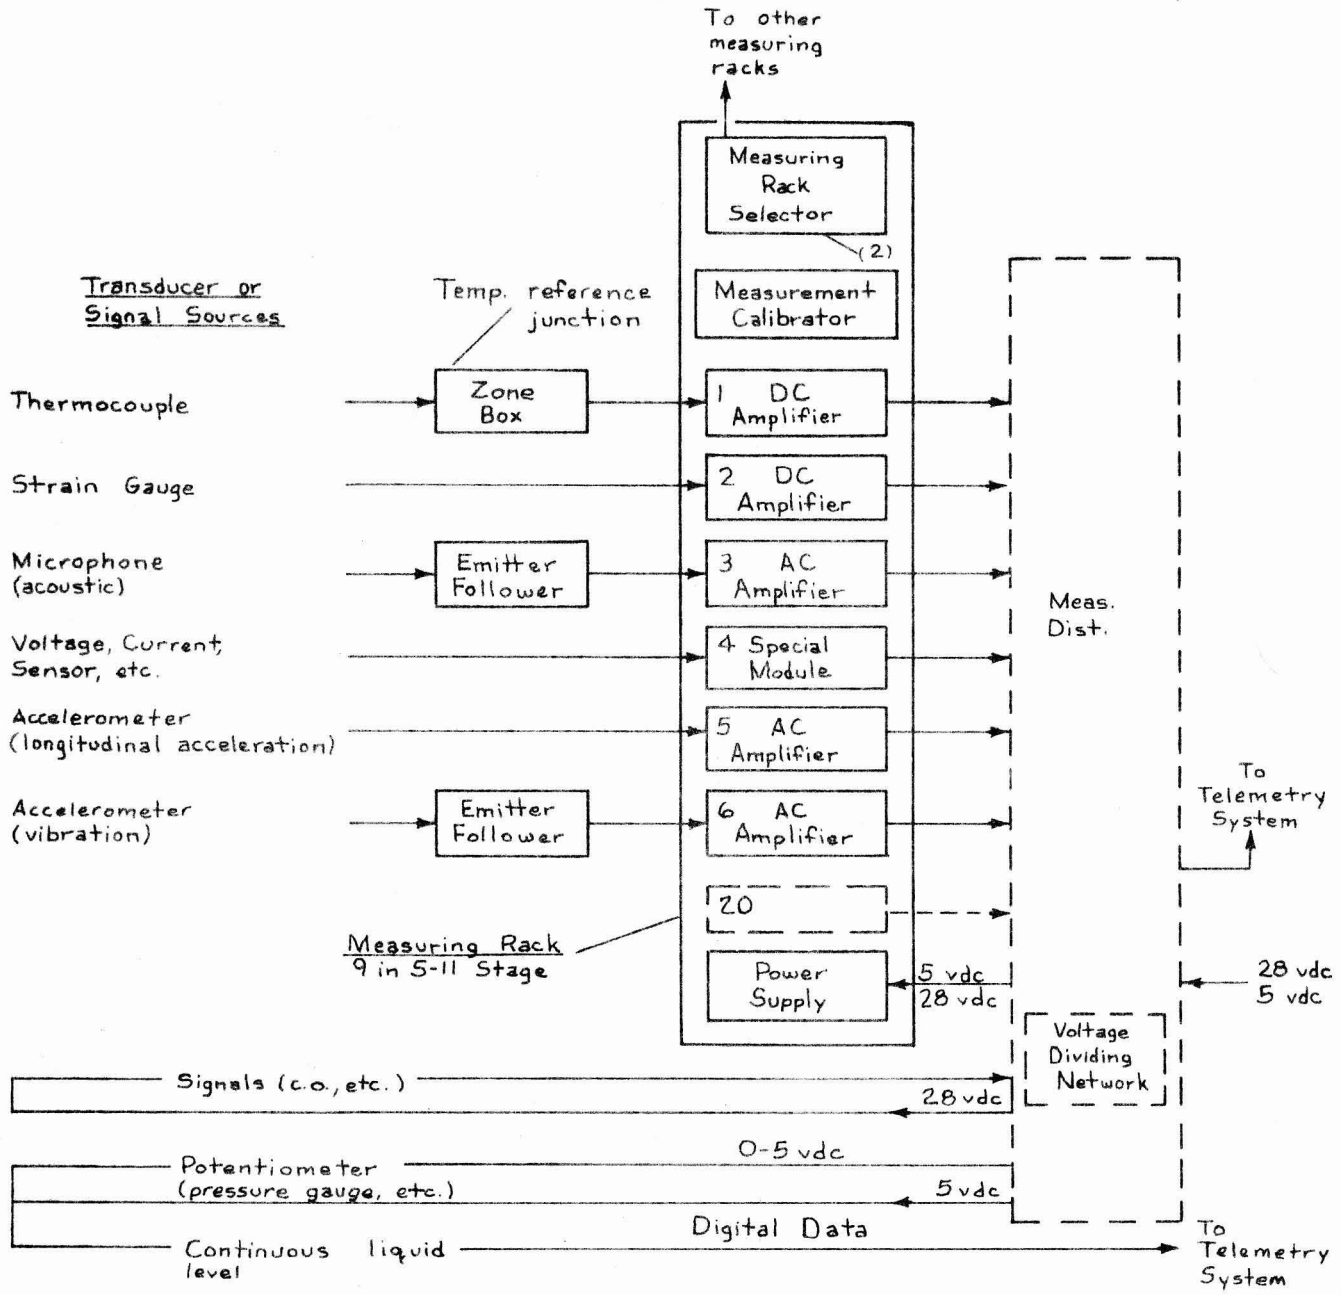 To other
measuring
racks
Measuring
Rack
Selector
(2)
Transducer or
Signal Sources
Temp. reference
junction
Measurement
Calibrator
Thermocouple
Zone
Box
1 DC
Amplifier
Strain Gauge
2 DC
Amplifier
Microphone
(acoustic)
Emitter
Follower
3 AC
Amplifier
Meas.
Dist.
Voltage, Current,
Sensor, etc.
4 Special
Module
Accelerometer
(longitudinal acceleration)
5 AC
Amplifier
Accelerometer
(vibration)
Emitter
Follower
6 AC
Amplifier
To
Telemetry
System
20
Measuring Rack
9 in S-11 Stage
Power
Supply
5 vdc
28 vdc
28 vdc
5 vdc
Voltage
Dividing
Network
Signals (c.o., etc.)
28 vdc
Potentiometer
(pressure gauge, etc.)
0-5 vdc
5 vdc
Digital Data
Continuous liquid
level
To
Telemetry
System